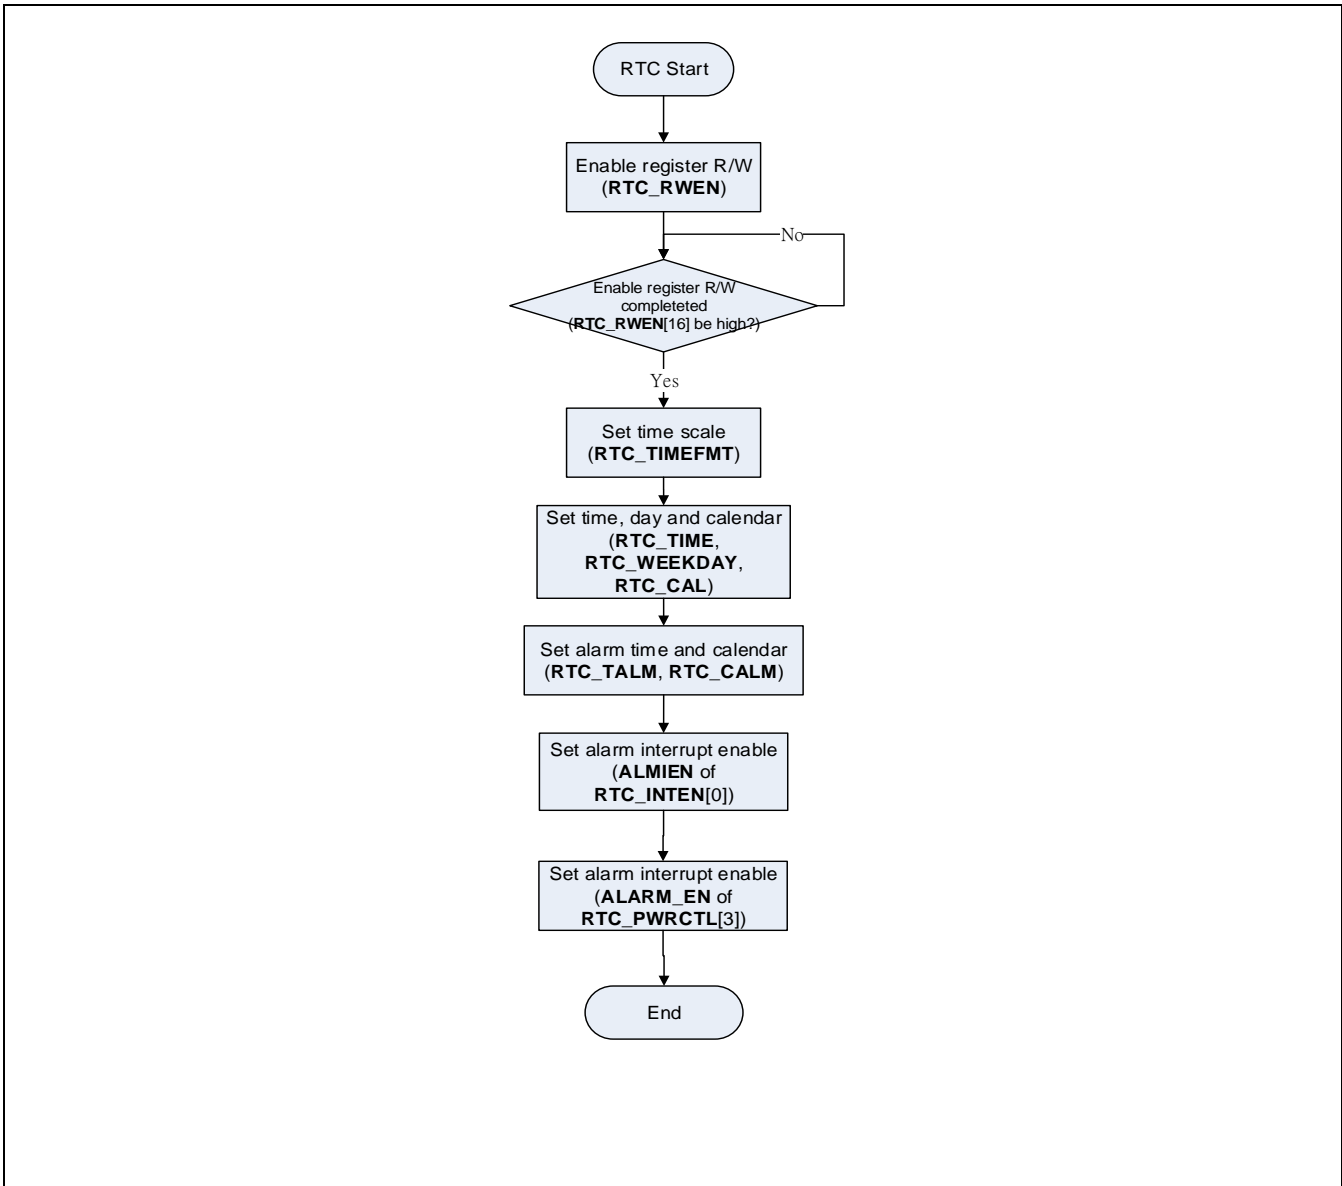 RTC Start
Enable register R/W
(RTC_RWEN)
No
Enable register R/W
completeted
(RTC_RWEN[16] be high?)
Yes
Set time scale
(RTC_TIMEFMT)
Set time, day and calendar
(RTC_TIME,
RTC_WEEKDAY,
RTC_CAL)
Set alarm time and calendar
(RTC_TALM, RTC_CALM)
Set alarm interrupt enable
(ALMIEN of
RTC_INTEN[0])
Set alarm interrupt enable
(ALARM_EN of
RTC_PWRCTL[3])
End